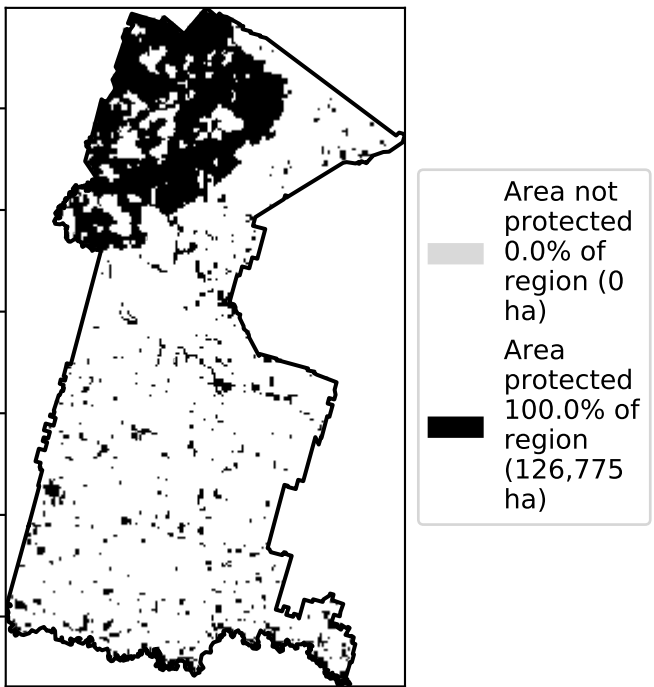 Area not
protected
0.0% of
region (0
ha)
Area
protected
100.0% of
region
(126,775
ha)